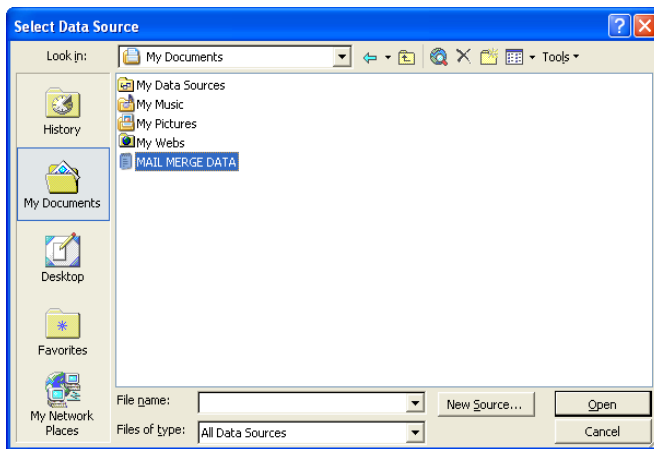 Select Data Source
Look in:
My Documents
Tools
My Data Sources
My Music
My Pictures
My Webs
MAIL MERGE DATA
History
My Documents
Desktop
Favorites
My Network
Places
File name:
New Source...
Open
Files of type:
All Data Sources
Cancel